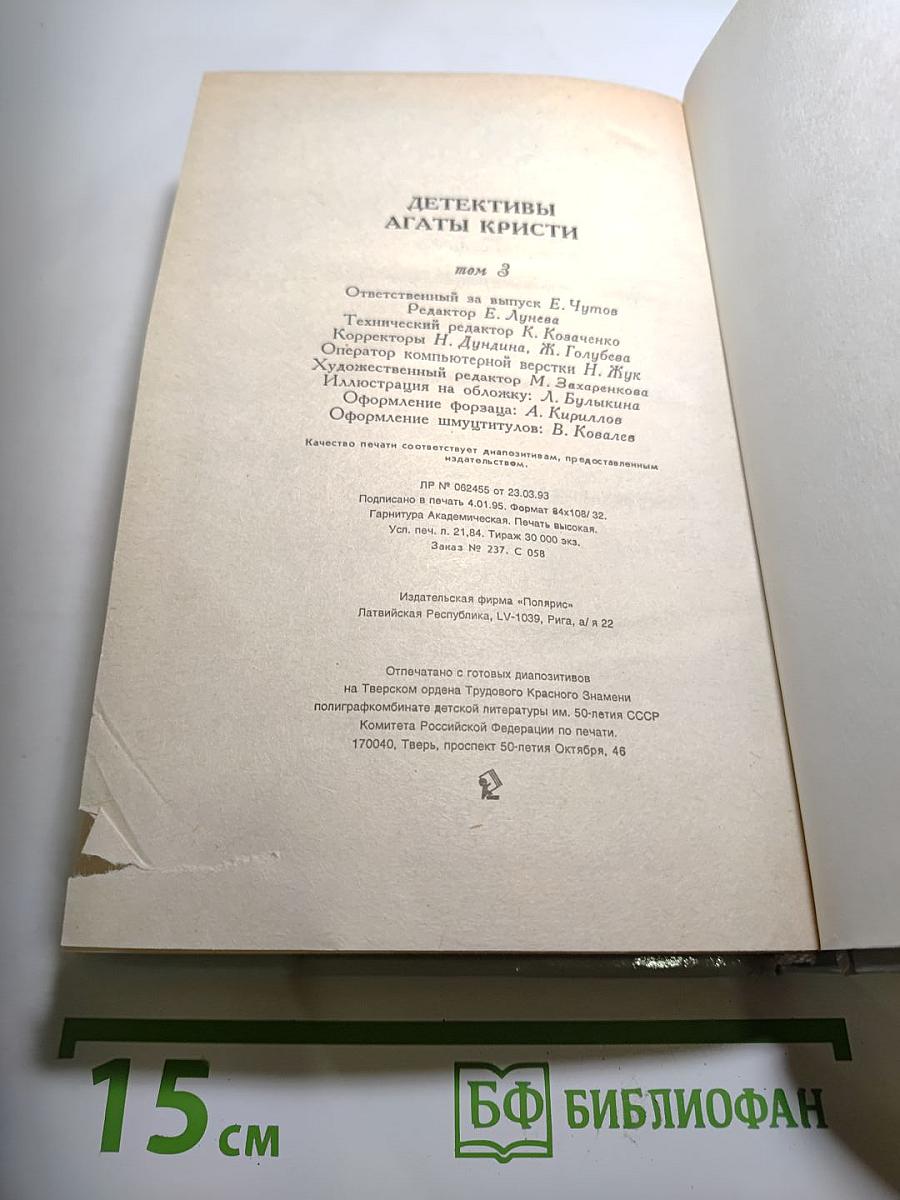 ДЕТЕКТИВЫ
АГАТЫ КРИСТИ
том 3
Ответственный за выпуск Е. Чутов
Редактор Е. Лунева
Технический редактор К. Козаченко
Корректоры Н. Дундина, Ж. Голубева
Оператор компьютерной верстки Н. Жук
Художественный редактор М. Захаренкова
Иллюстрация на обложку: Л. Булыкина
Оформление форзаца: А. Кириллов
Оформление шмуцтитулов: В. Ковалев
Качество печати соответствует диапозитивам, предоставленным
издательством.
ЛР № 062455 от 23.03.93
Подписано в печать 4.01.95. Формат 84х108/ 32.
Гарнитура Академическая. Печать высокая.
Усл. печ. л. 21,84. Тираж 30 000 экз.
Заказ № 237. С 058
Издательская фирма «Полярис»
Латвийская Республика, LV-1039, Рига, а/ я 22
Отпечатано с готовых диапозитивов
на Тверском ордена Трудового Красного Знамени
полиграфкомбинате детской литературы им. 50-летия СССР
Комитета Российской Федерации по печати.
170040, Тверь, проспект 50-летия Октября, 46
15 см
БФ БИБЛИОФАН